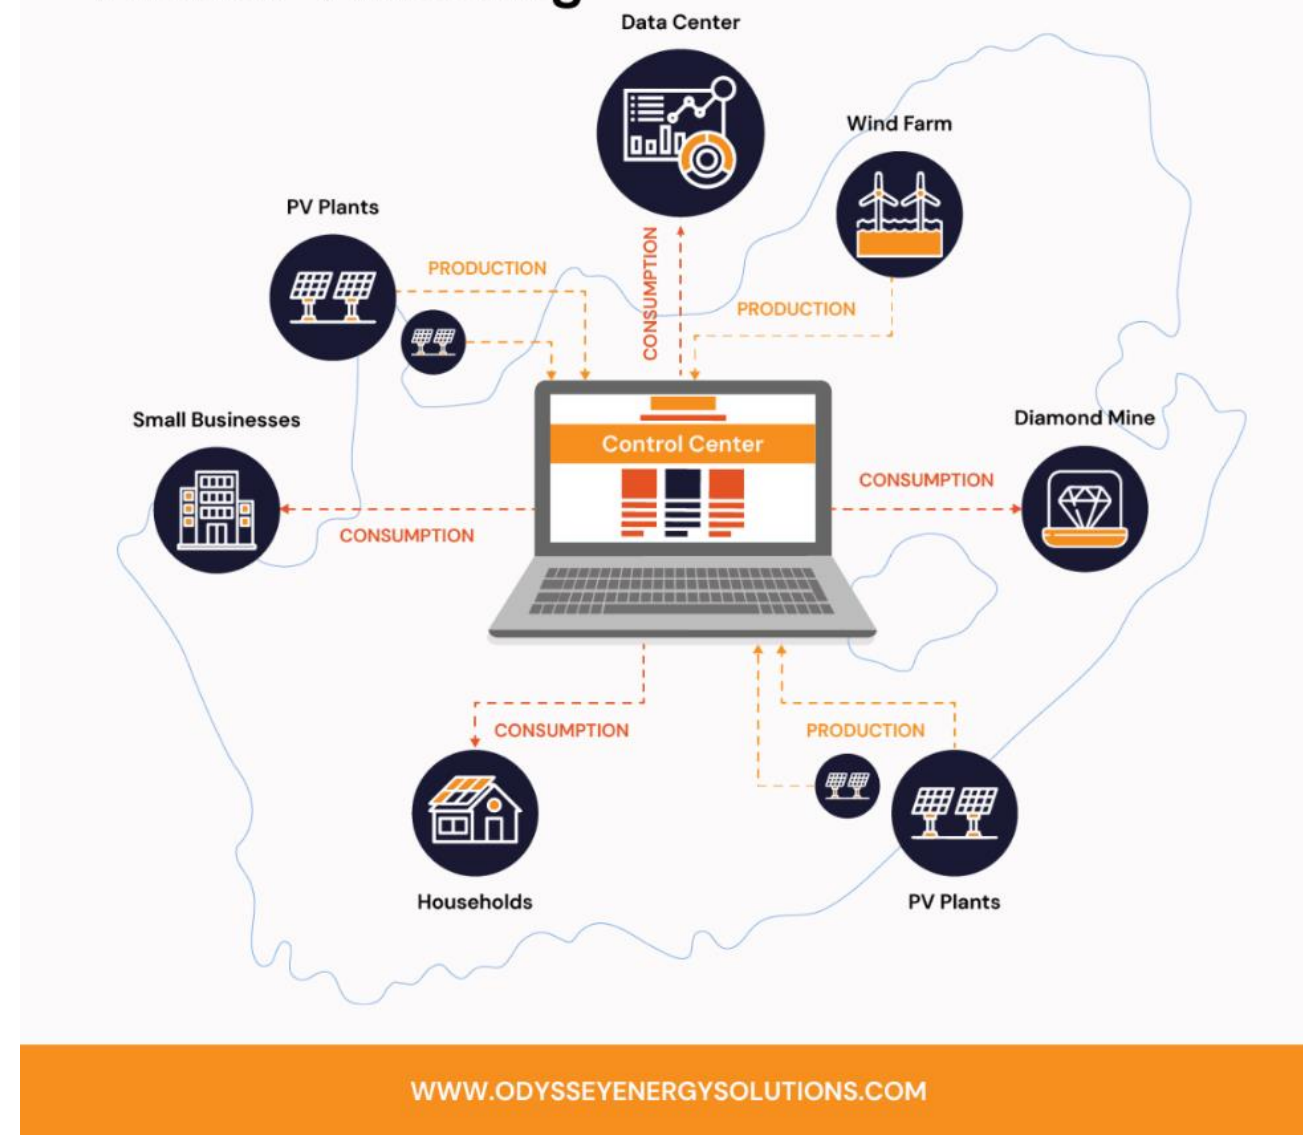 Data Center
Wind Farm
PV Plants
PRODUCTION
CONSUMPTION
PRODUCTION
Small Businesses
Control Center
Diamond Mine
CONSUMPTION
CONSUMPTION
CONSUMPTION
PRODUCTION
Households
PV Plants
WWW.ODYSSEYENERGYSOLUTIONS.COM